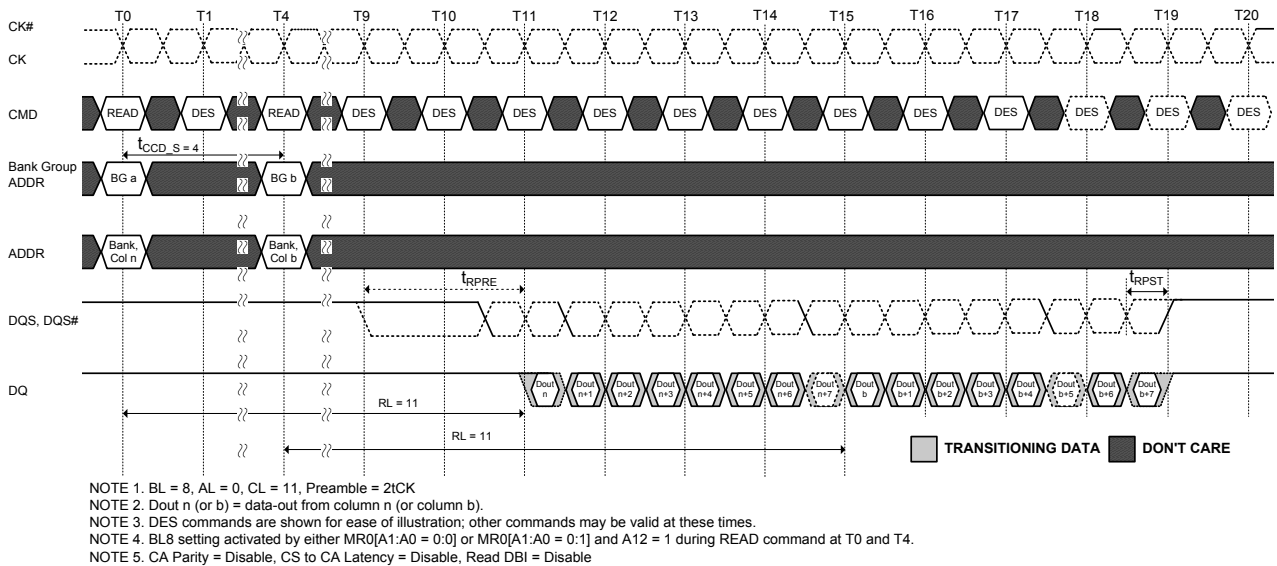 T0 T1 T4 T9 T10 T11 T12 T13 T14 T15 T16 T17 T18 T19 T20
CK#
CK
CMD READ DES READ DES DES DES DES DES DES DES DES DES DES DES DES
tCCD_S = 4
Bank Group
ADDR
BG a BG b
ADDR
Bank,
Col n
Bank,
Col b
tRPRE tRPST
DQS, DQS#
DQ
Dout
n
Dout
n+1
Dout
n+2
Dout
n+3
Dout
n+4
Dout
n+5
Dout
n+6
Dout
n+7
Dout
b
Dout
b+1
Dout
b+2
Dout
b+3
Dout
b+4
Dout
b+5
Dout
b+6
Dout
b+7
RL = 11
RL = 11
TRANSITIONING DATA DON'T CARE
NOTE 1. BL = 8, AL = 0, CL = 11, Preamble = 2tCK
NOTE 2. Dout n (or b) = data-out from column n (or column b).
NOTE 3. DES commands are shown for ease of illustration; other commands may be valid at these times.
NOTE 4. BL8 setting activated by either MR0[A1:A0 = 0:0] or MR0[A1:A0 = 0:1] and A12 = 1 during READ command at T0 and T4.
NOTE 5. CA Parity = Disable, CS to CA Latency = Disable, Read DBI = Disable